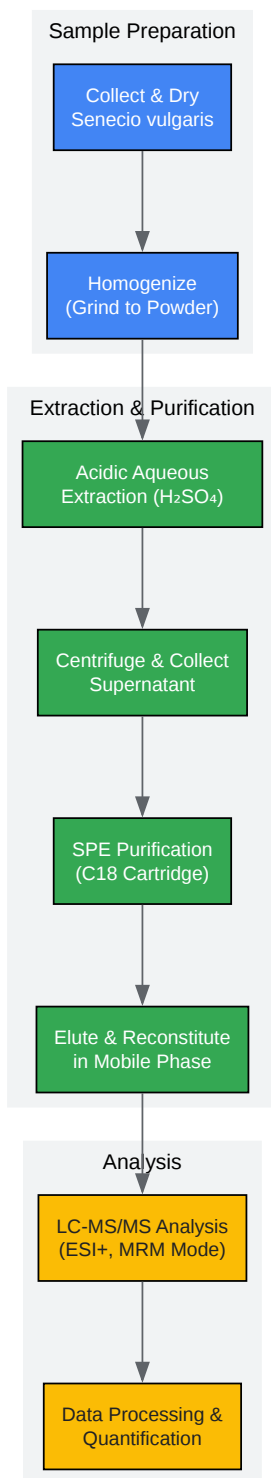 Sample Preparation
Collect & Dry
Senecio vulgaris
Homogenize
(Grind to Powder)
Extraction & Purification
Acidic Aqueous
Extraction (H₂SO₄)
Centrifuge & Collect
Supernatant
SPE Purification
(C18 Cartridge)
Elute & Reconstitute
in Mobile Phase
Analysis
LC-MS/MS Analysis
(ESI+, MRM Mode)
Data Processing &
Quantification